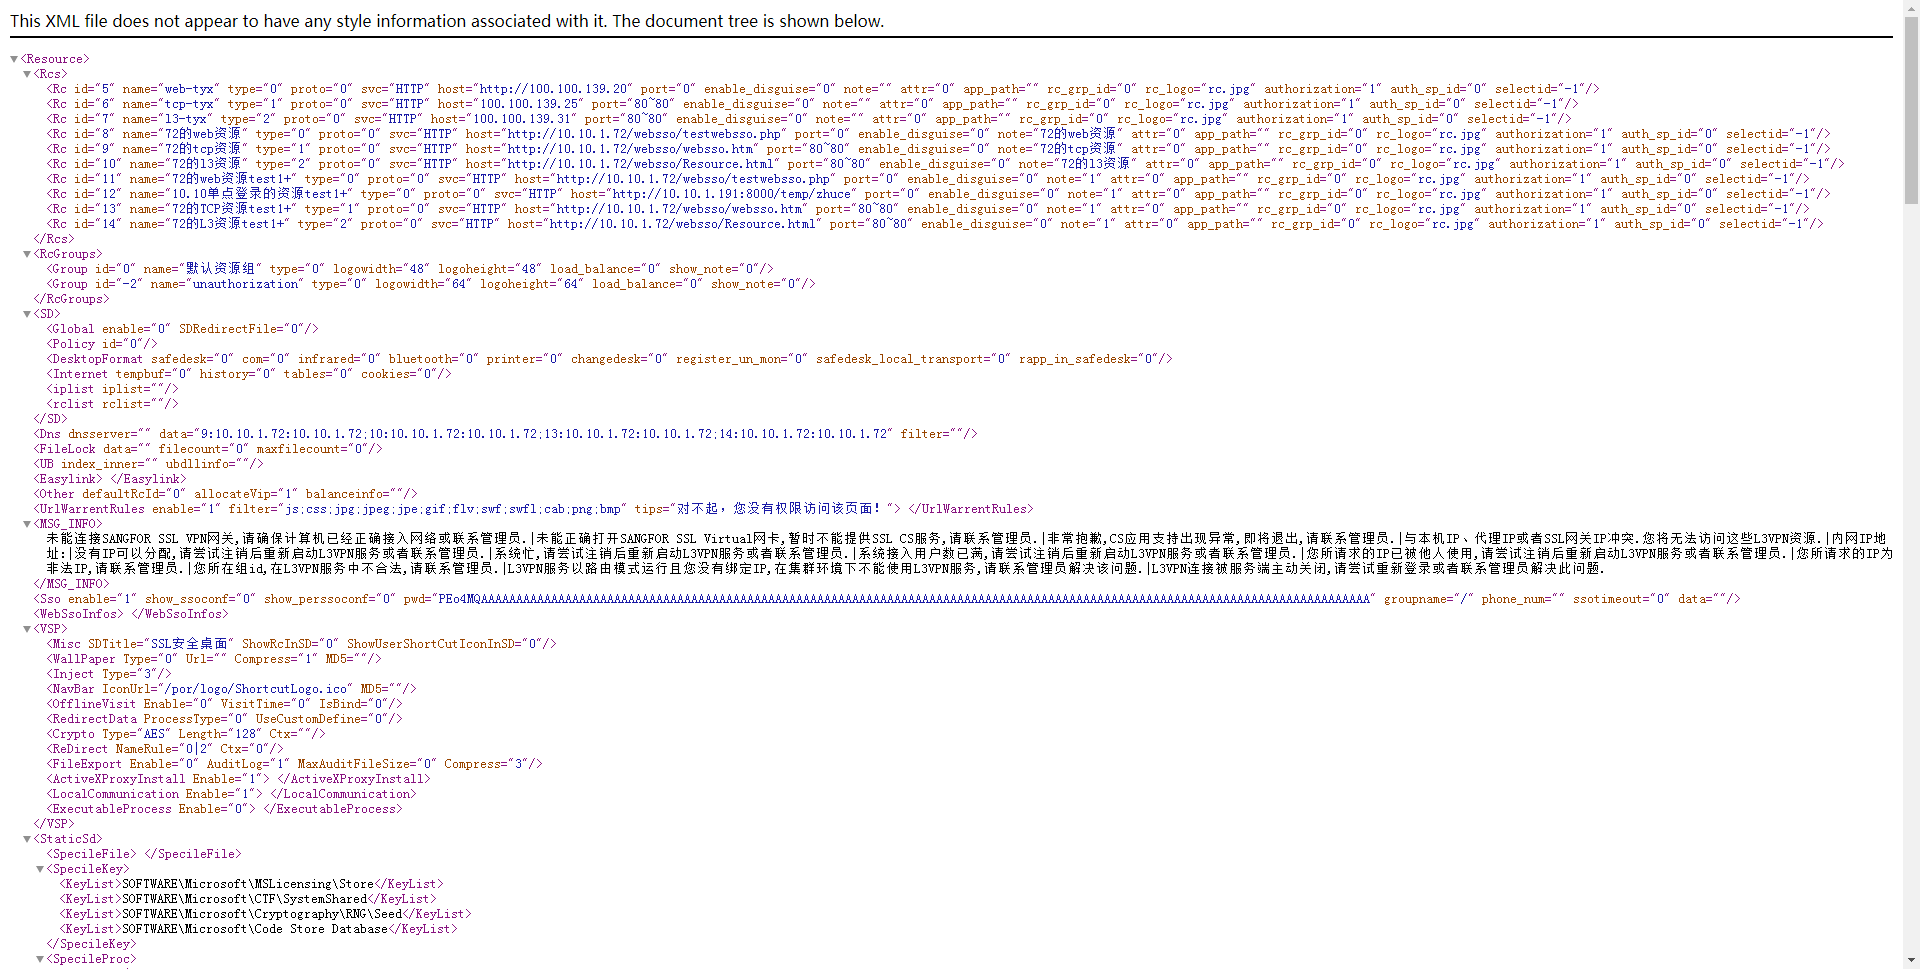 This XML file does not appear to have any style information associated with it. The document tree is shown below.
▼<Resource>
▼<Rcs>
<Rc id="5" name="web-tyx" type="0" proto="0" svc="HTTP" host="http://100.100.139.20" port="0" enable_disguise="0" note="" attr="0" app_path="" rc_grp_id="0" rc_logo="rc.jpg" authorization="1" auth_sp_id="0" selectid="-1"/>
<Rc id="6" name="tcp-tyx" type="1" proto="0" svc="HTTP" host="100.100.139.25" port="80~80" enable_disguise="0" note="" attr="0" app_path="" rc_grp_id="0" rc_logo="rc.jpg" authorization="1" auth_sp_id="0" selectid="-1"/>
<Rc id="7" name="l3-tyx" type="2" proto="0" svc="HTTP" host="100.100.139.31" port="80~80" enable_disguise="0" note="" attr="0" app_path="" rc_grp_id="0" rc_logo="rc.jpg" authorization="1" auth_sp_id="0" selectid="-1"/>
<Rc id="8" name="72的web资源" type="0" proto="0" svc="HTTP" host="http://10.10.1.72/websso/testwebsso.php" port="0" enable_disguise="0" note="72的web资源" attr="0" app_path="" rc_grp_id="0" rc_logo="rc.jpg" authorization="1" auth_sp_id="0" selectid="-1"/>
<Rc id="9" name="72的tcp资源" type="1" proto="0" svc="HTTP" host="http://10.10.1.72/websso/websso.htm" port="80~80" enable_disguise="0" note="72的tcp资源" attr="0" app_path="" rc_grp_id="0" rc_logo="rc.jpg" authorization="1" auth_sp_id="0" selectid="-1"/>
<Rc id="10" name="72的l3资源" type="2" proto="0" svc="HTTP" host="http://10.10.1.72/websso/Resource.html" port="80~80" enable_disguise="0" note="72的l3资源" attr="0" app_path="" rc_grp_id="0" rc_logo="rc.jpg" authorization="1" auth_sp_id="0" selectid="-1"/>
<Rc id="11" name="72的web资源test1+" type="0" proto="0" svc="HTTP" host="http://10.10.1.72/websso/testwebsso.php" port="0" enable_disguise="0" note="1" attr="0" app_path="" rc_grp_id="0" rc_logo="rc.jpg" authorization="1" auth_sp_id="0" selectid="-1"/>
<Rc id="12" name="10.10单点登录的资源test1+" type="0" proto="0" svc="HTTP" host="http://10.10.1.191:8000/temp/zhuce" port="0" enable_disguise="0" note="1" attr="0" app_path="" rc_grp_id="0" rc_logo="rc.jpg" authorization="1" auth_sp_id="0" selectid="-1"/>
<Rc id="13" name="72的TCP资源test1+" type="1" proto="0" svc="HTTP" host="http://10.10.1.72/websso/websso.htm" port="80~80" enable_disguise="0" note="1" attr="0" app_path="" rc_grp_id="0" rc_logo="rc.jpg" authorization="1" auth_sp_id="0" selectid="-1"/>
<Rc id="14" name="72的L3资源test1+" type="2" proto="0" svc="HTTP" host="http://10.10.1.72/websso/Resource.html" port="80~80" enable_disguise="0" note="1" attr="0" app_path="" rc_grp_id="0" rc_logo="rc.jpg" authorization="1" auth_sp_id="0" selectid="-1"/>
</Rcs>
▼<RcGroups>
<Group id="0" name="默认资源组" type="0" logowidth="48" logoheight="48" load_balance="0" show_note="0"/>
<Group id="-2" name="unauthorization" type="0" logowidth="64" logoheight="64" load_balance="0" show_note="0"/>
</RcGroups>
▼<SD>
<Global enable="0" SDRedirectFile="0"/>
<Policy id="0"/>
<DesktopFormat safedesk="0" com="0" infrared="0" bluetooth="0" printer="0" changedesk="0" register_un_mon="0" safedesk_local_transport="0" rapp_in_safedesk="0"/>
<Internet tempbuf="0" history="0" tables="0" cookies="0"/>
<iplist iplist=""/>
<rclist rclist=""/>
</SD>
<Dns dnsserver="" data="9:10.10.1.72:10.10.1.72;10:10.10.1.72:10.10.1.72;13:10.10.1.72:10.10.1.72;14:10.10.1.72:10.10.1.72" filter=""/>
<FileLock data="" filecount="0" maxfilecount="0"/>
<UB index_inner="" ubdllinfo=""/>
<Easylink> </Easylink>
<Other defaultRcId="0" allocateVip="1" balanceinfo=""/>
<UrlWarrentRules enable="1" filter="js;css;jpg;jpeg;jpe;gif;flv;swf;swfl;cab;png;bmp" tips="对不起，您没有权限访问该页面！"> </UrlWarrentRules>
▼<MSG_INFO>
未能连接SANGFOR SSL VPN网关,请确保计算机已经正确接入网络或联系管理员.|未能正确打开SANGFOR SSL Virtual网卡,暂时不能提供SSL CS服务,请联系管理员.|非常抱歉,CS应用支持出现异常,即将退出,请联系管理员.|与本机IP、代理IP或者SSL网关IP冲突.您将无法访问这些L3VPN资源.|内网IP地
址:|没有IP可以分配,请尝试注销后重新启动L3VPN服务或者联系管理员.|系统忙,请尝试注销后重新启动L3VPN服务或者联系管理员.|系统接入用户数已满,请尝试注销后重新启动L3VPN服务或者联系管理员.|您所请求的IP已被他人使用,请尝试注销后重新启动L3VPN服务或者联系管理员.|您所请求的IP为
非法IP,请联系管理员.|您所在组id,在L3VPN服务中不合法,请联系管理员.|L3VPN服务以路由模式运行且您没有绑定IP,在集群环境下不能使用L3VPN服务,请联系管理员解决该问题.|L3VPN连接被服务端主动关闭,请尝试重新登录或者联系管理员解决此问题.
</MSG_INFO>
<Sso enable="1" show_ssoconf="0" show_perssoconf="0" pwd="PEo4MQAAAAAAAAAAAAAAAAAAAAAAAAAAAAAAAAAAAAAAAAAAAAAAAAAAAAAAAAAAAAAAAAAAAAAAAAAAAAAAAAAAAAAAAAAAAAAAAAAAAAAAAAAAAAAAAAAAAAAAAAAAAAAA" groupname="/" phone_num="" ssotimeout="0" data=""/>
<WebSsoInfos> </WebSsoInfos>
▼<VSP>
<Misc SDTitle="SSL安全桌面" ShowRcInSD="0" ShowUserShortCutIconInSD="0"/>
<WallPaper Type="0" Url="" Compress="1" MD5=""/>
<Inject Type="3"/>
<NavBar IconUrl="/por/logo/ShortcutLogo.ico" MD5=""/>
<OfflineVisit Enable="0" VisitTime="0" IsBind="0"/>
<RedirectData ProcessType="0" UseCustomDefine="0"/>
<Crypto Type="AES" Length="128" Ctx=""/>
<ReDirect NameRule="0|2" Ctx="0"/>
<FileExport Enable="0" AuditLog="1" MaxAuditFileSize="0" Compress="3"/>
<ActiveXProxyInstall Enable="1"> </ActiveXProxyInstall>
<LocalCommunication Enable="1"> </LocalCommunication>
<ExecutableProcess Enable="0"> </ExecutableProcess>
</VSP>
▼<StaticSd>
<SpecileFile> </SpecileFile>
▼<SpecileKey>
<KeyList>SOFTWARE\Microsoft\MSLicensing\Store</KeyList>
<KeyList>SOFTWARE\Microsoft\CTF\SystemShared</KeyList>
<KeyList>SOFTWARE\Microsoft\Cryptography\RNG\Seed</KeyList>
<KeyList>SOFTWARE\Microsoft\Code Store Database</KeyList>
</SpecileKey>
▼<SpecileProc>